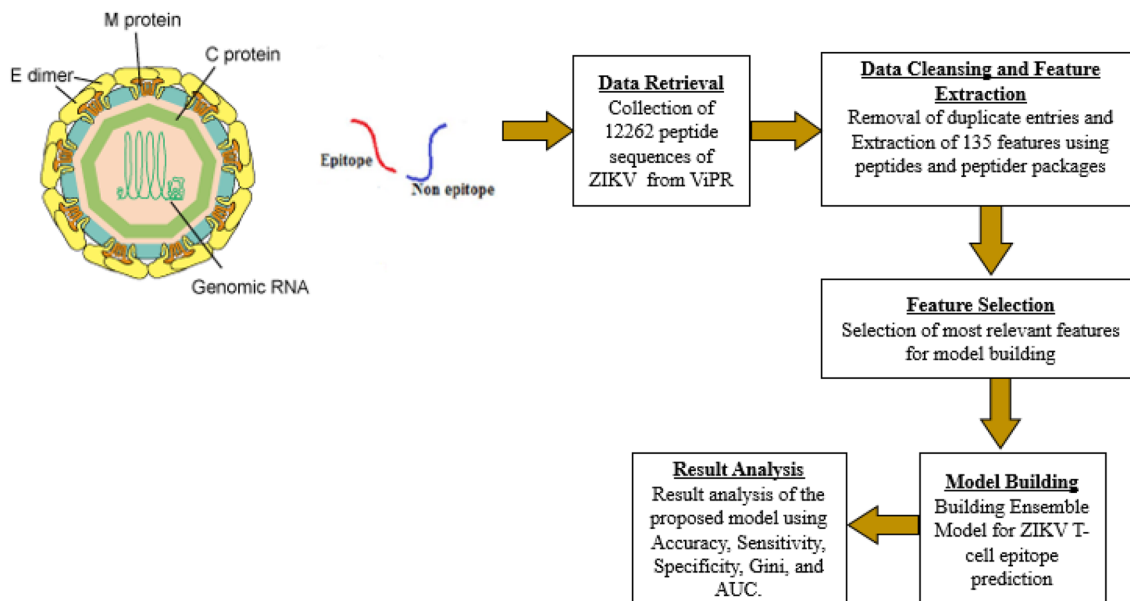 M protein
C protein
E dimer
Genomic RNA
Epitope
Non epitope
Data Retrieval
Collection of
12262 peptide
sequences of
ZIKV from ViPR
Data Cleansing and Feature
Extraction
Removal of duplicate entries and
Extraction of 135 features using
peptides and peptider packages
Feature Selection
Selection of most relevant features
for model building
Model Building
Building Ensemble
Model for ZIKV T-
cell epitope
prediction
Result Analysis
Result analysis of the
proposed model using
Accuracy, Sensitivity,
Specificity, Gini, and
AUC.